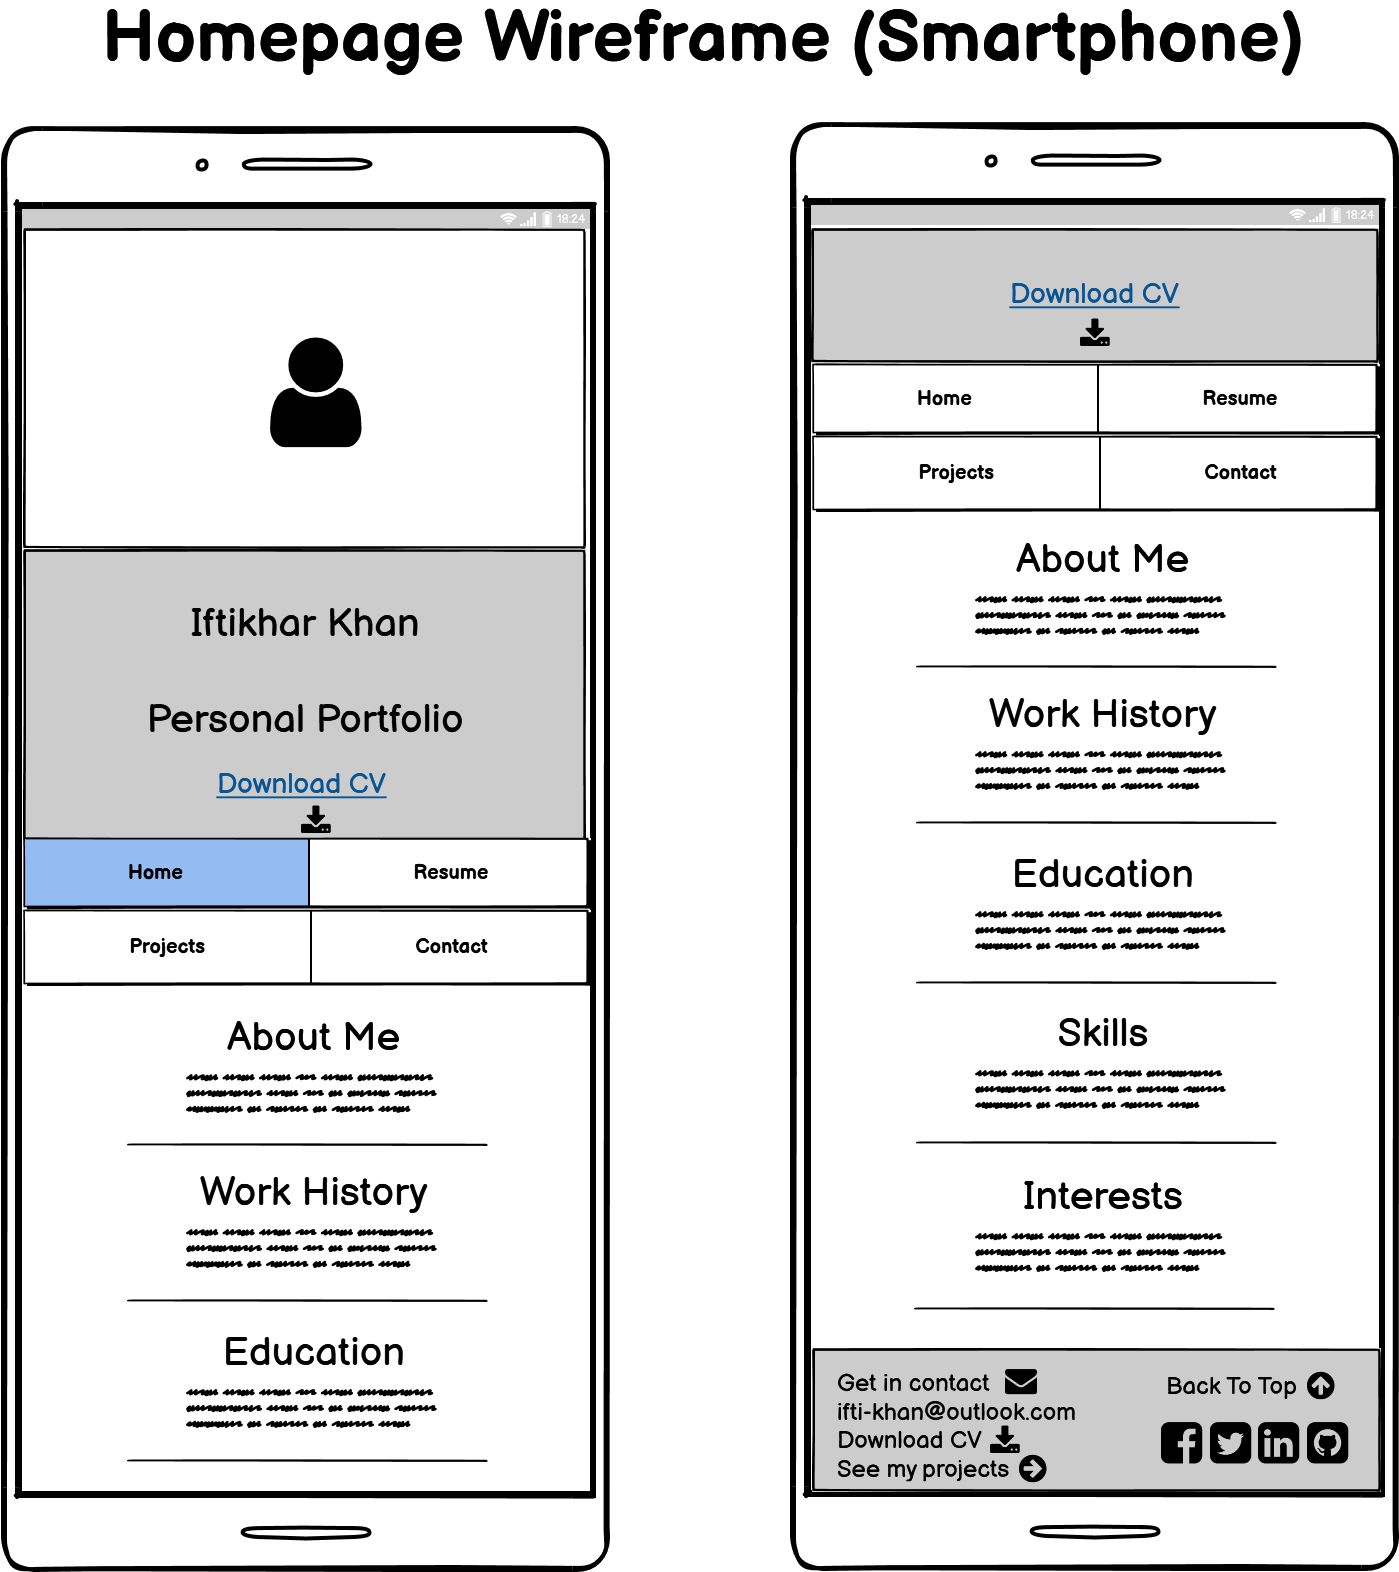 Homepage Wireframe (Smartphone)
18:24
Iftikhar Khan
Personal Portfolio
Download CV
Home
Resume
Projects
Contact
About Me
Work History
Education
18:24
Download CV
Home
Resume
Projects
Contact
About Me
Work History
Education
Skills
Interests
Get in contact
ifti-khan@outlook.com
Download CV
See my projects
Back To Top